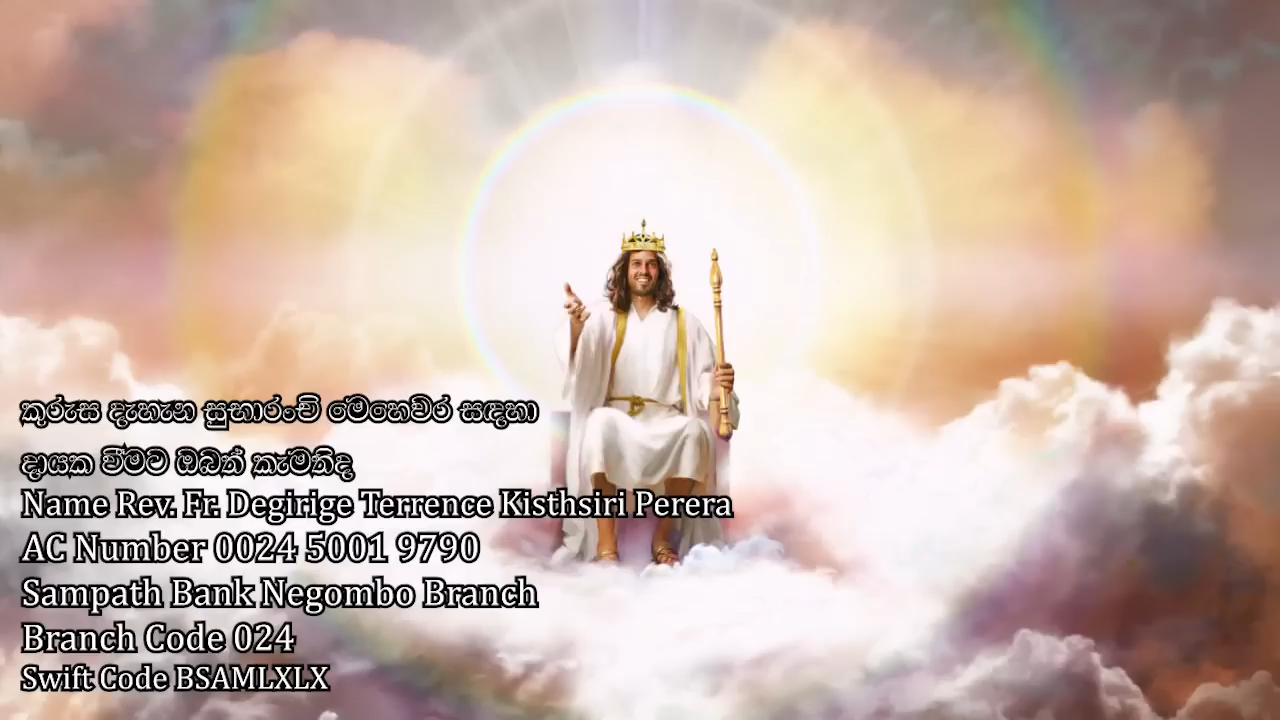 කුරුස දැහැන සුභාරංචි මෙහෙවර සඳහා
දායක වීමට ඔබත් කැමතිද
Name Rev. Fr. Degirige Terrence Kisthsiri Perera
AC Number 0024 5001 9790
Sampath Bank Negombo Branch
Branch Code 024
Swift Code BSAMLXLX